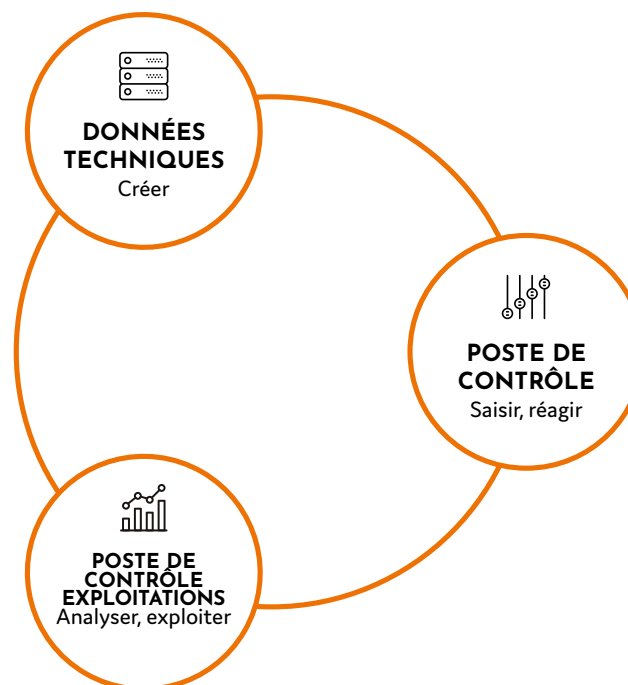 DONNÉES
TECHNIQUES
Créer
POSTE DE
CONTRÔLE
Saisir, réagir
POSTE DE
CONTRÔLE
EXPLOITATIONS
Analyser, exploiter